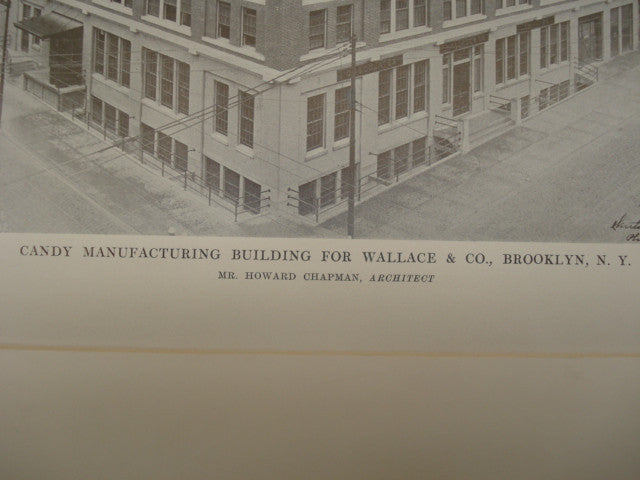 CANDY MANUFACTURING BUILDING FOR WALLACE & CO., BROOKLYN, N. Y.
MR. HOWARD CHAPMAN, ARCHITECT